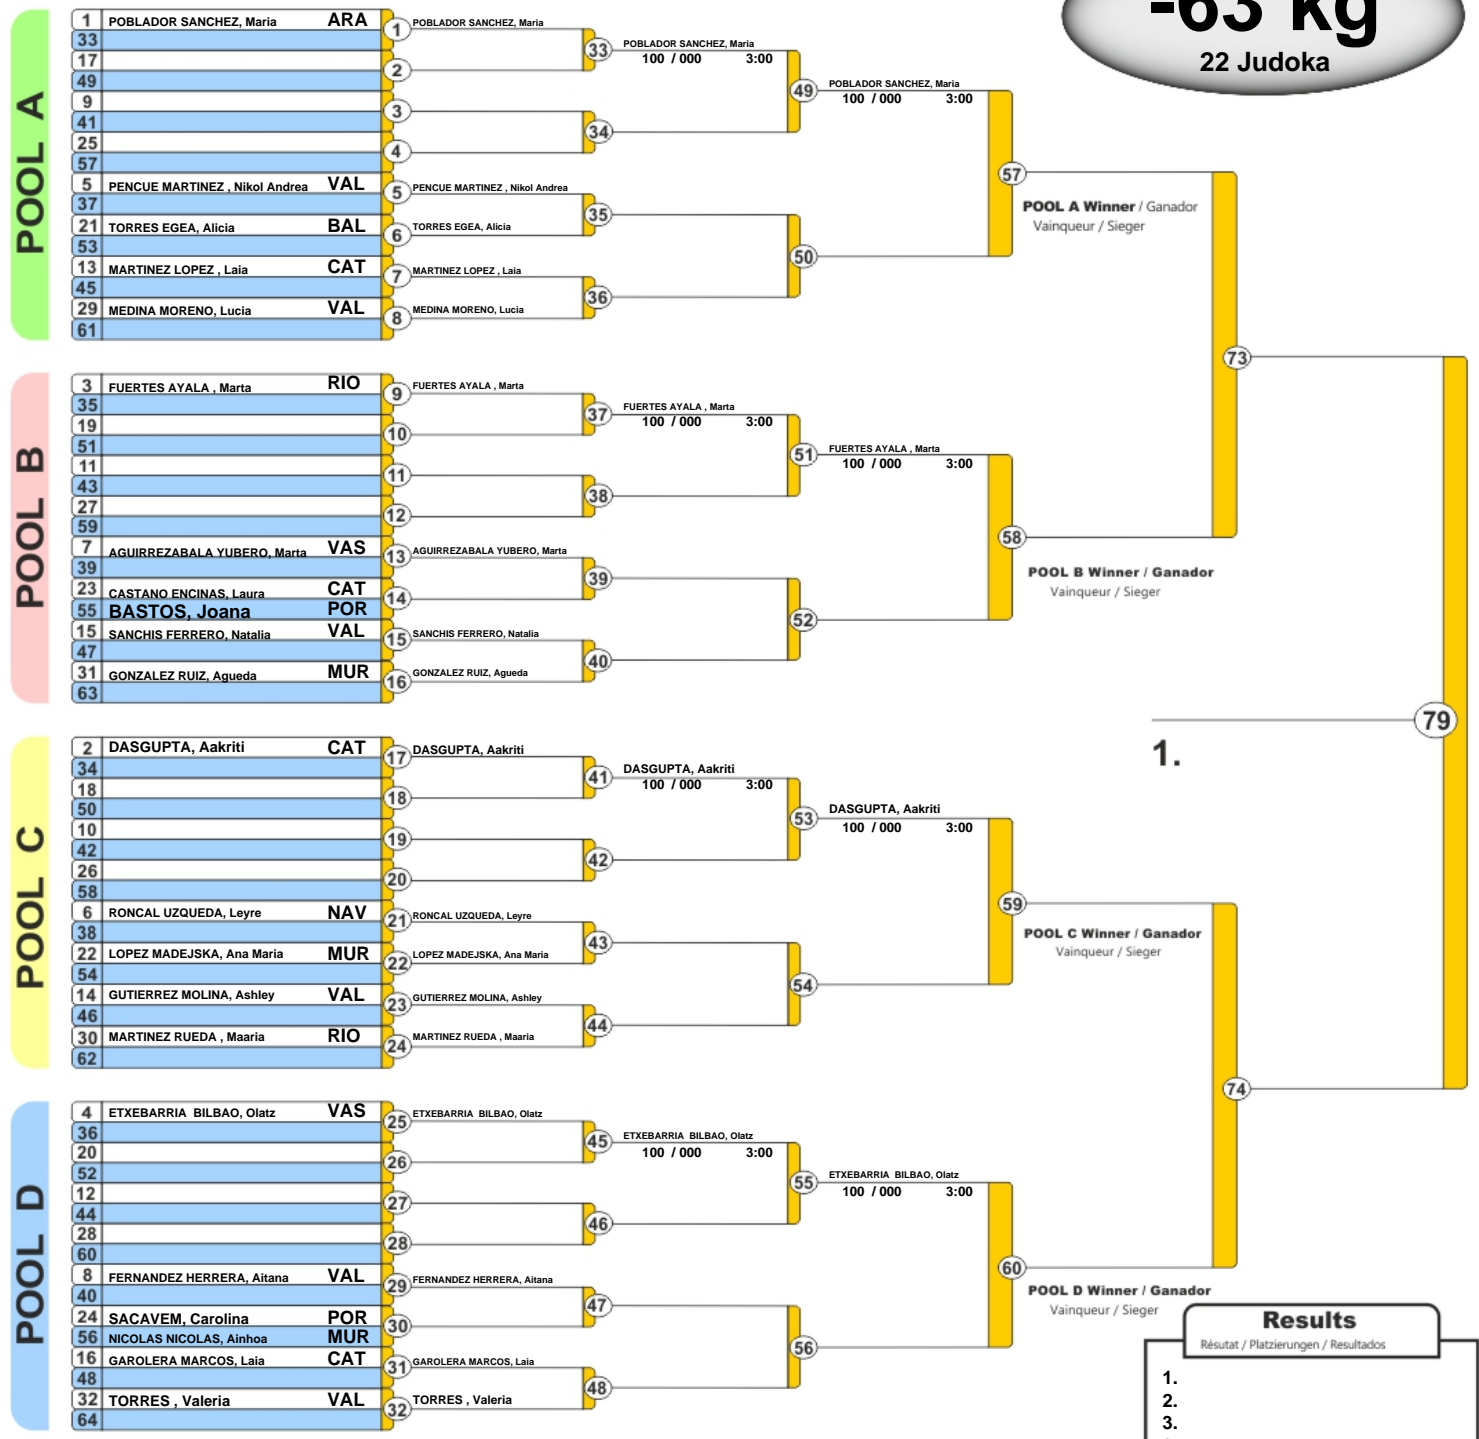 -63 kg
22 Judoka
POOL A
1 POBLADOR SANCHEZ, Maria ARA
33
17
49
9
41
25
57
5 PENCUE MARTINEZ , Nikol Andrea VAL
37
21 TORRES EGEA, Alicia BAL
53
13 MARTINEZ LOPEZ , Laia CAT
45
29 MEDINA MORENO, Lucia VAL
61
1 POBLADOR SANCHEZ, Maria
2
3
4
5 PENCUE MARTINEZ , Nikol Andrea
6 TORRES EGEA, Alicia
7 MARTINEZ LOPEZ , Laia
8 MEDINA MORENO, Lucia
33 POBLADOR SANCHEZ, Maria
100 / 000 3:00
34
35
36
49 POBLADOR SANCHEZ, Maria
100 / 000 3:00
50
57
POOL A Winner / Ganador
Vainqueur / Sieger
POOL B
3 FUERTES AYALA , Marta RIO
35
19
51
11
43
27
59
7 AGUIRREZABALA YUBERO, Marta VAS
39
23 CASTANO ENCINAS, Laura CAT
55 BASTOS, Joana POR
15 SANCHIS FERRERO, Natalia VAL
47
31 GONZALEZ RUIZ, Agueda MUR
63
9 FUERTES AYALA , Marta
10
11
12
13 AGUIRREZABALA YUBERO, Marta
14
15 SANCHIS FERRERO, Natalia
16 GONZALEZ RUIZ, Agueda
37 FUERTES AYALA , Marta
100 / 000 3:00
38
39
40
51 FUERTES AYALA , Marta
100 / 000 3:00
52
58
POOL B Winner / Ganador
Vainqueur / Sieger
73
POOL C
2 DASGUPTA, Aakriti CAT
34
18
50
10
42
26
58
6 RONCAL UZQUEDA, Leyre NAV
38
22 LOPEZ MADEJSKA, Ana Maria MUR
54
14 GUTIERREZ MOLINA, Ashley VAL
46
30 MARTINEZ RUEDA , Maaria RIO
62
17 DASGUPTA, Aakriti
18
19
20
21 RONCAL UZQUEDA, Leyre
22 LOPEZ MADEJSKA, Ana Maria
23 GUTIERREZ MOLINA, Ashley
24 MARTINEZ RUEDA , Maaria
41 DASGUPTA, Aakriti
100 / 000 3:00
42
43
44
53 DASGUPTA, Aakriti
100 / 000 3:00
54
59
POOL C Winner / Ganador
Vainqueur / Sieger
79
1.
POOL D
4 ETXEBARRIA BILBAO, Olatz VAS
36
20
52
12
44
28
60
8 FERNANDEZ HERRERA, Aitana VAL
40
24 SACAVEM, Carolina POR
56 NICOLAS NICOLAS, Ainhoa MUR
16 GAROLERA MARCOS, Laia CAT
48
32 TORRES , Valeria VAL
64
25 ETXEBARRIA BILBAO, Olatz
26
27
28
29 FERNANDEZ HERRERA, Aitana
30
31 GAROLERA MARCOS, Laia
32 TORRES , Valeria
45 ETXEBARRIA BILBAO, Olatz
100 / 000 3:00
46
47
48
55 ETXEBARRIA BILBAO, Olatz
100 / 000 3:00
56
60
POOL D Winner / Ganador
Vainqueur / Sieger
74
Results
Résutat / Platzierungen / Resultados
1.
2.
3.